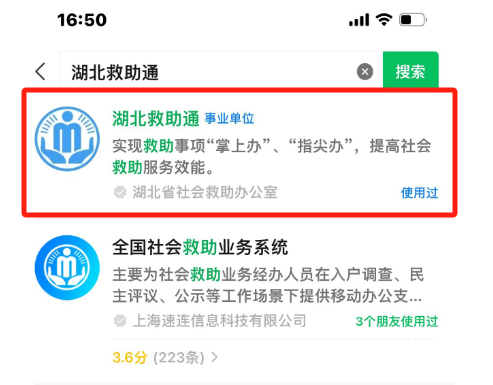 16:50
湖北救助通
搜索
湖北救助通 事业单位
实现救助事项“掌上办”、“指尖办”，提高社会
救助服务效能。
湖北省社会救助办公室 使用过
全国社会救助业务系统
主要为社会救助业务经办人员在入户调查、民
主评议、公示等工作场景下提供移动办公支...
上海速连信息科技有限公司 3个朋友使用过
3.6分 (223条) >